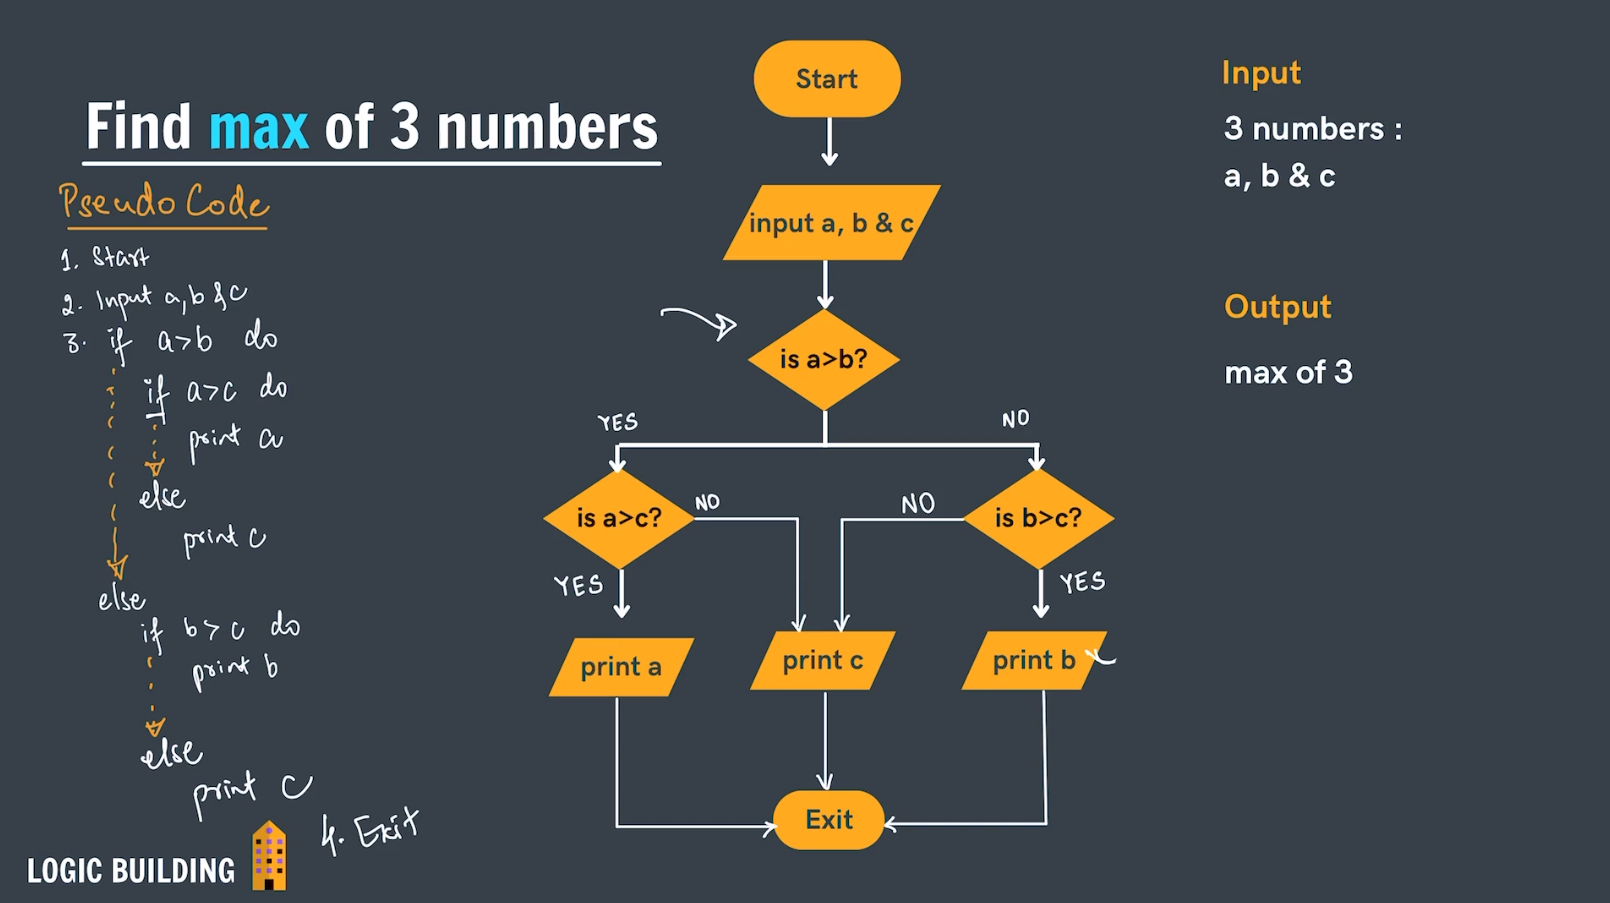 Find max of 3 numbers
Pseudo Code
1. Start
2. Input a, b & c
3. if a>b do
if a>c do
print a
else
print c
else
if b>c do
print b
else
print c
4. Exit
LOGIC BUILDING
Start
input a, b & c
is a>b?
YES
NO
is a>c?
NO
NO
is b>c?
YES
YES
print a
print c
print b
Exit
Input
3 numbers :
a, b & c
Output
max of 3